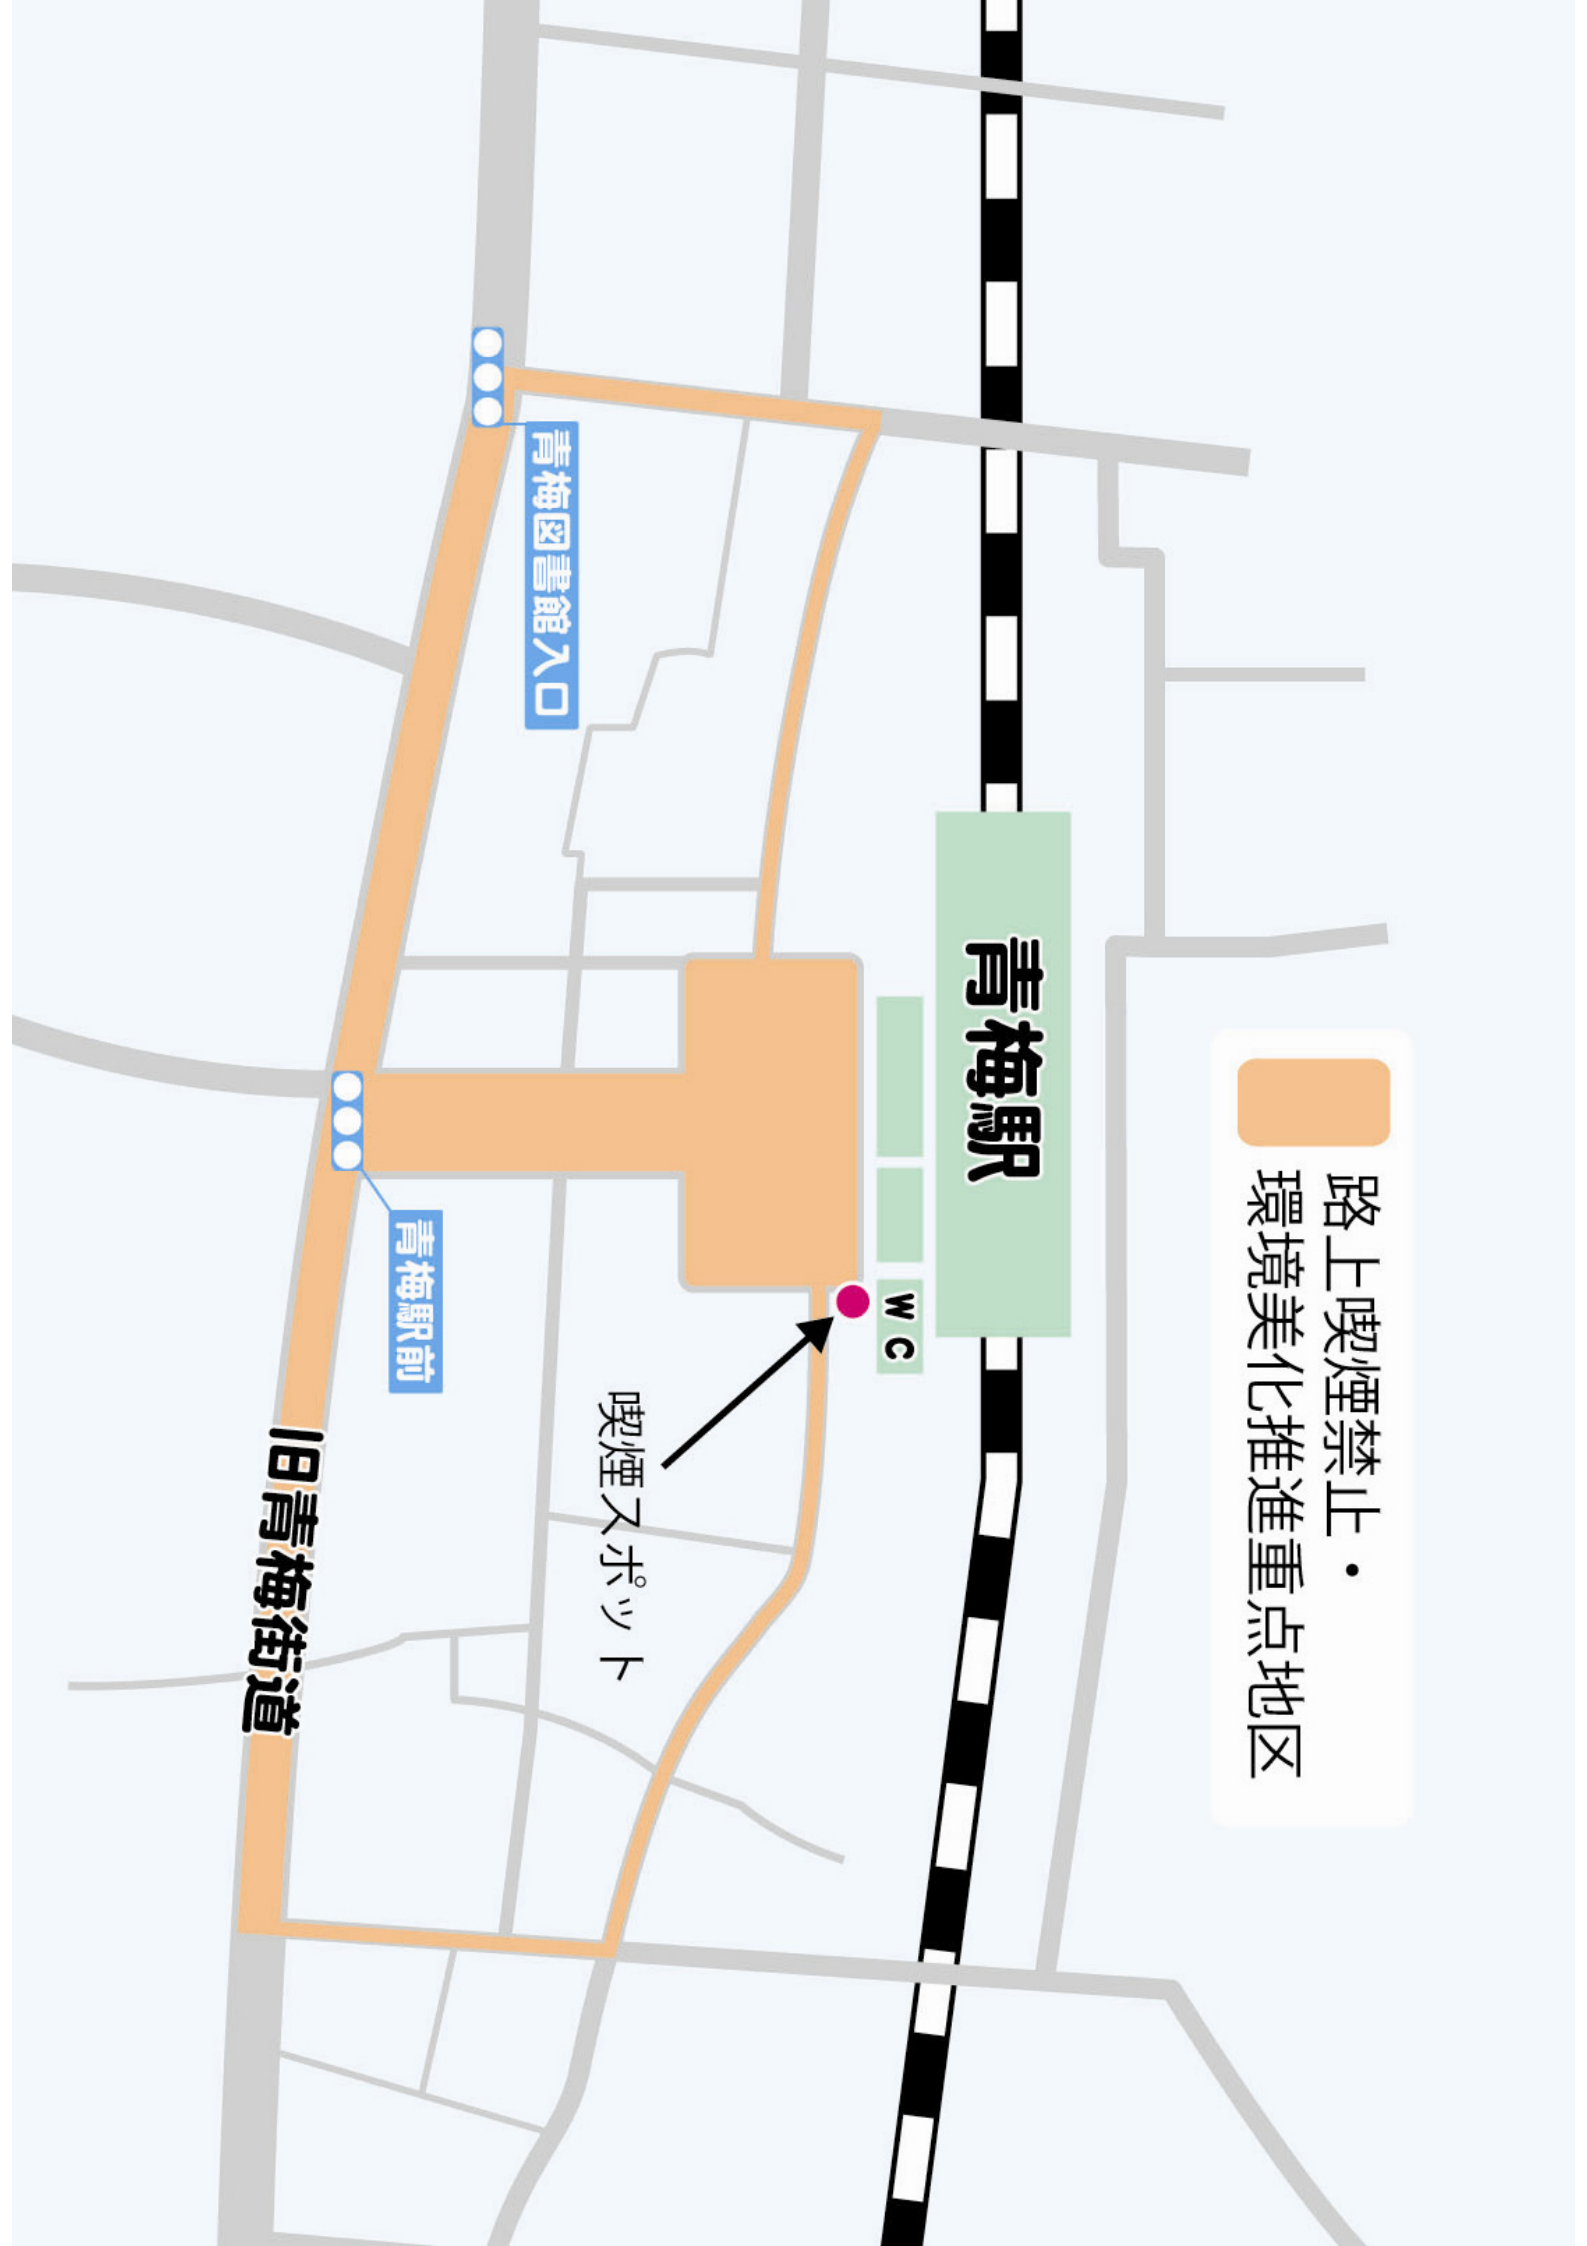 路上喫煙禁止・
環境美化推進重点地区
青梅駅
WC
青梅図書館入口
喫煙スポット
青梅駅前
旧青梅街道